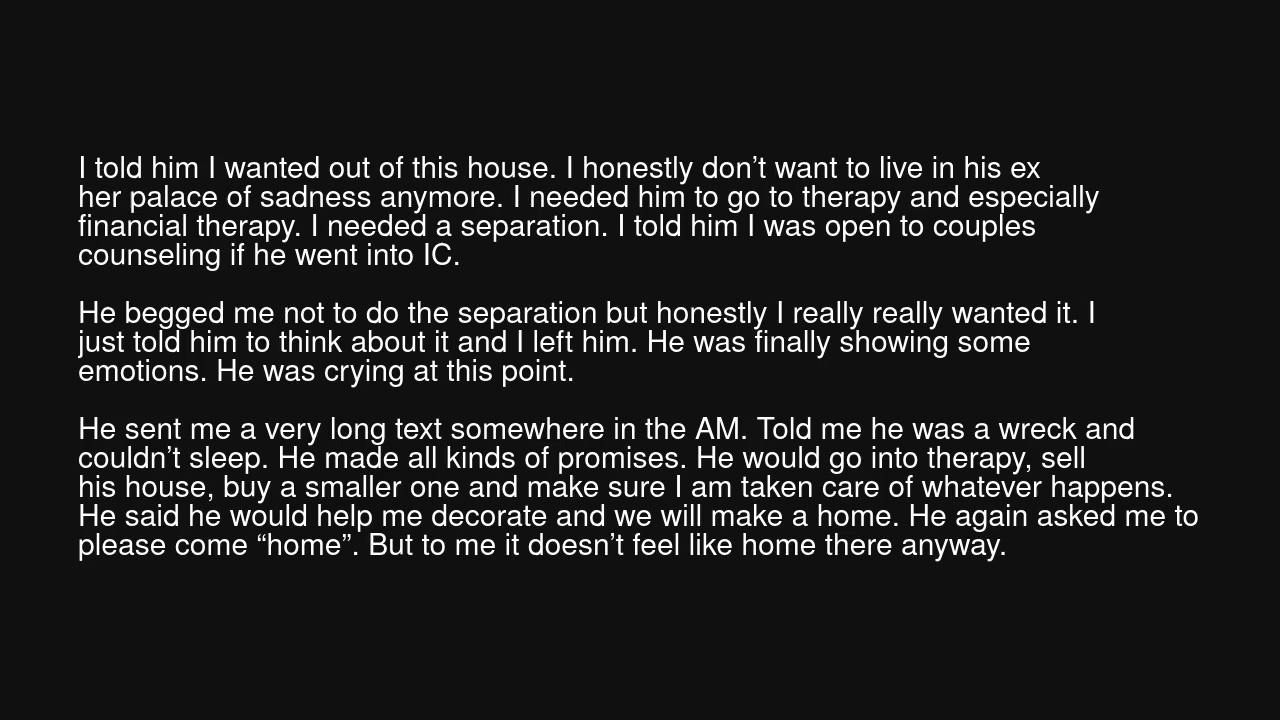 I told him I wanted out of this house. I honestly don’t want to live in his ex
her palace of sadness anymore. I needed him to go to therapy and especially
financial therapy. I needed a separation. I told him I was open to couples
counseling if he went into IC.
He begged me not to do the separation but honestly I really really wanted it. I
just told him to think about it and I left him. He was finally showing some
emotions. He was crying at this point.
He sent me a very long text somewhere in the AM. Told me he was a wreck and
couldn’t sleep. He made all kinds of promises. He would go into therapy, sell
his house, buy a smaller one and make sure I am taken care of whatever happens.
He said he would help me decorate and we will make a home. He again asked me to
please come “home”. But to me it doesn’t feel like home there anyway.